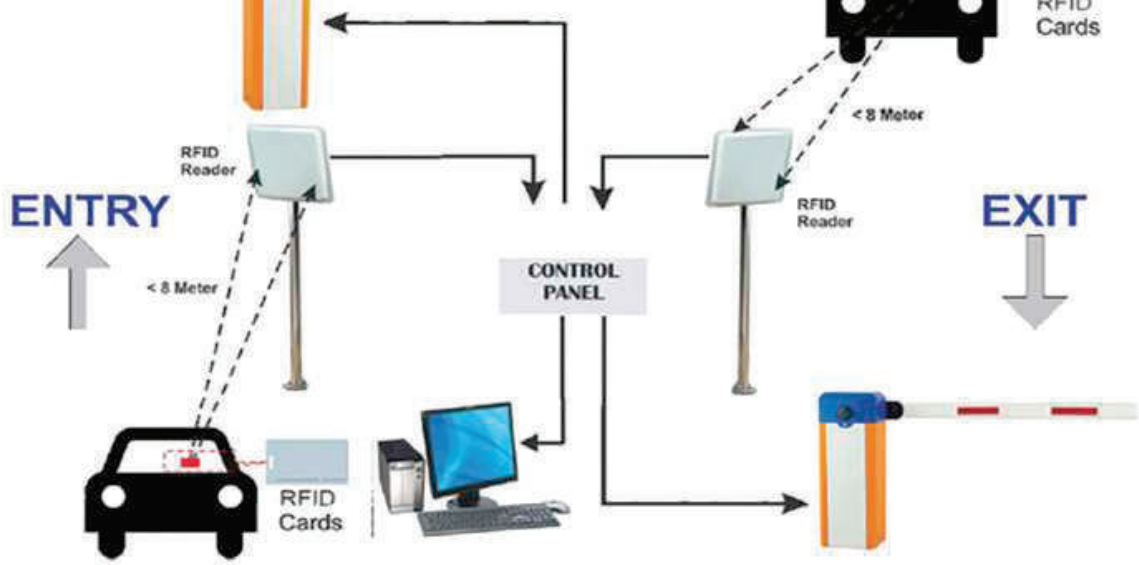 RFID
Cards
< 8 Meter
RFID
Reader
ENTRY
RFID
Reader
EXIT
CONTROL
PANEL
< 8 Meter
RFID
Cards